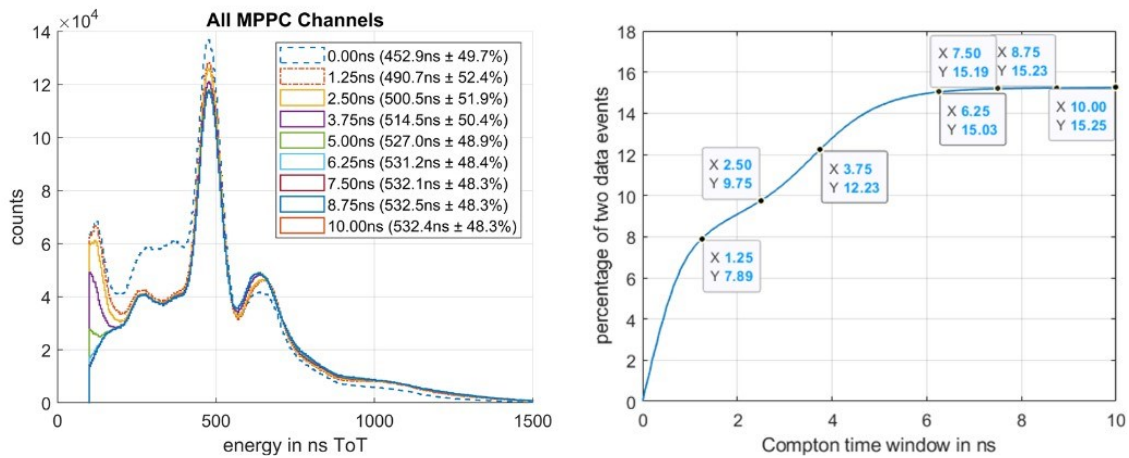 All MPPC Channels
×10⁴
14
12
10
8
6
4
2
0
counts
0.00ns (452.9ns ± 49.7%)
1.25ns (490.7ns ± 52.4%)
2.50ns (500.5ns ± 51.9%)
3.75ns (514.5ns ± 50.4%)
5.00ns (527.0ns ± 48.9%)
6.25ns (531.2ns ± 48.4%)
7.50ns (532.1ns ± 48.3%)
8.75ns (532.5ns ± 48.3%)
10.00ns (532.4ns ± 48.3%)
0 500 1000 1500
energy in ns ToT
18
16
14
12
10
8
6
4
2
0
percentage of two data events
X 7.50
Y 15.19
X 8.75
Y 15.23
X 6.25
Y 15.03
X 10.00
Y 15.25
X 2.50
Y 9.75
X 3.75
Y 12.23
X 1.25
Y 7.89
0 2 4 6 8 10
Compton time window in ns